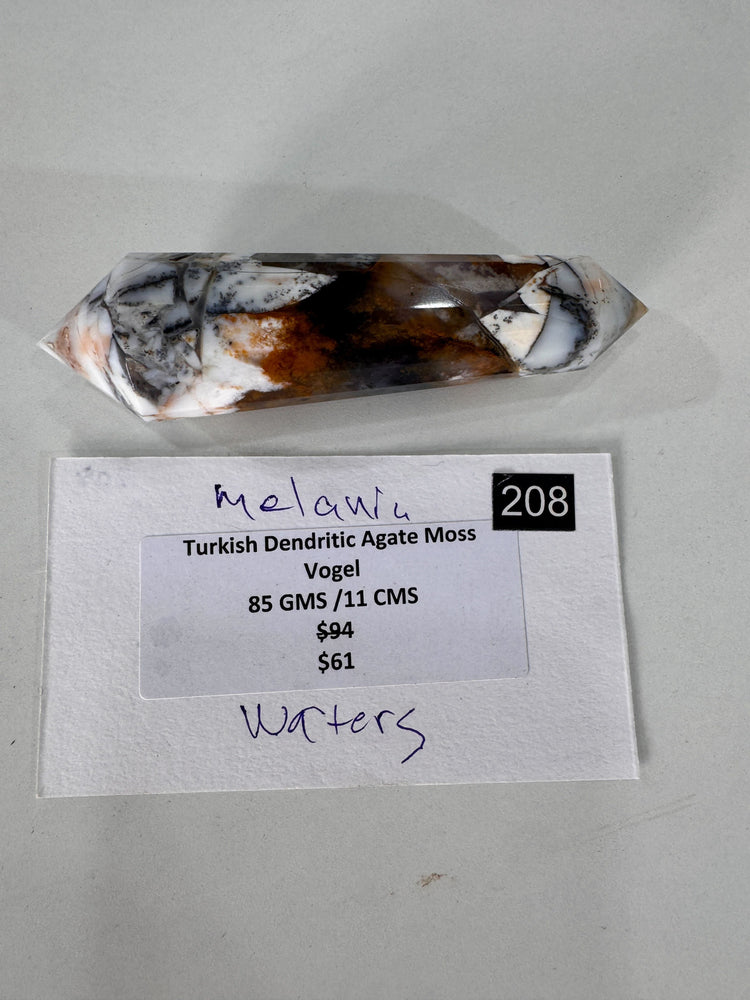 Melania
208
Turkish Dendritic Agate Moss
Vogel
85 GMS /11 CMS
$94
$61
Waters